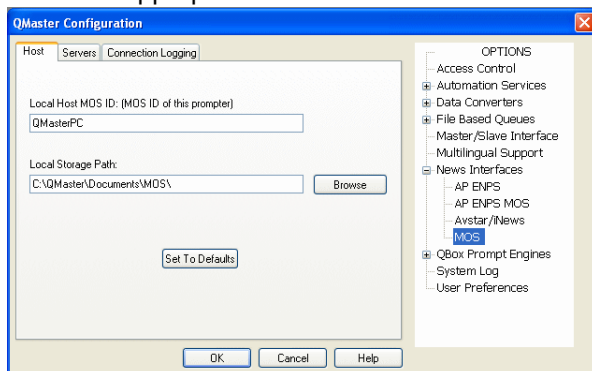 QMaster Configuration
Host Servers Connection Logging
Local Host MOS ID: (MOS ID of this prompter)
QMasterPC
Local Storage Path:
C:\QMaster\Documents\MOS\ Browse
Set To Defaults
OK Cancel Help
OPTIONS
Access Control
Automation Services
Data Converters
File Based Queues
Master/Slave Interface
Multilingual Support
News Interfaces
AP ENPS
AP ENPS MOS
Avstar/iNews
MOS
QBox Prompt Engines
System Log
User Preferences